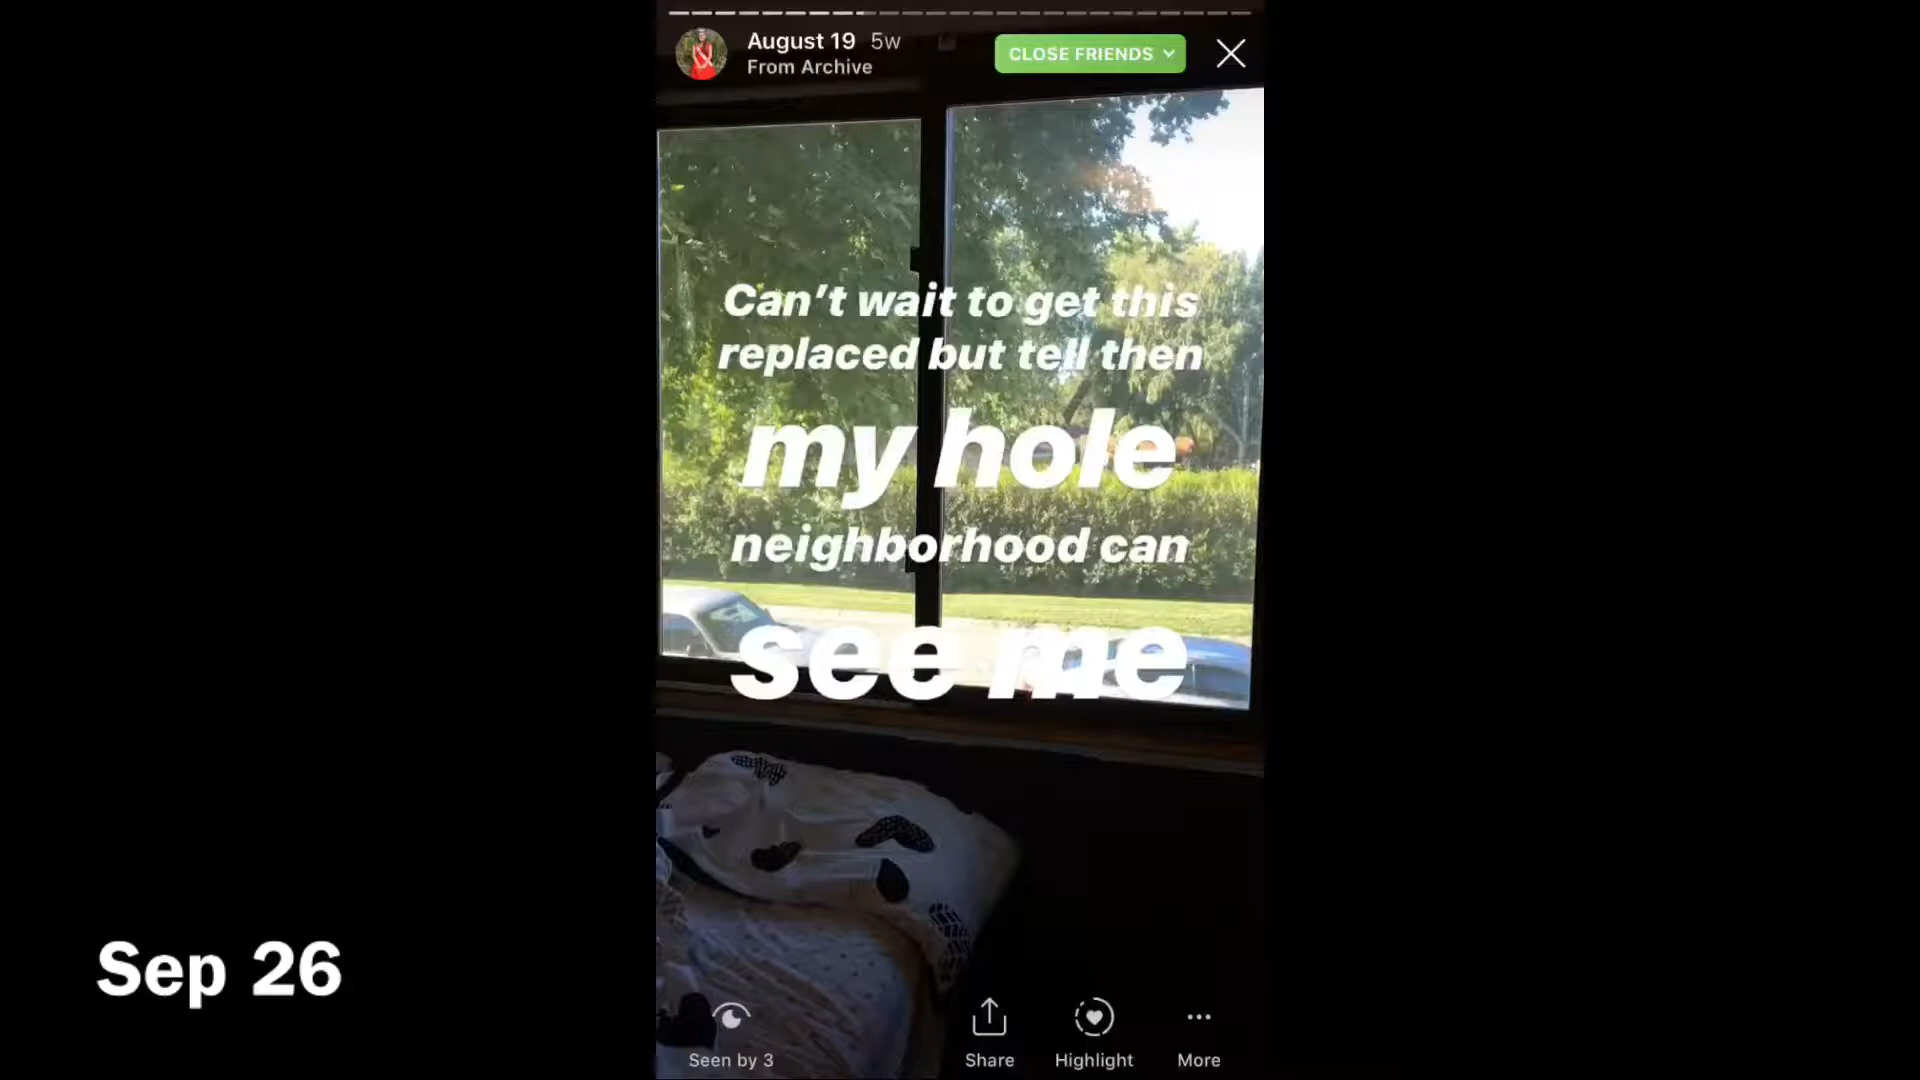 August 19 5w
From Archive
CLOSE FRIENDS
Can't wait to get this
replaced but tell then
my hole
neighborhood can
see me
Sep 26
Seen by 3
Share
Highlight
More